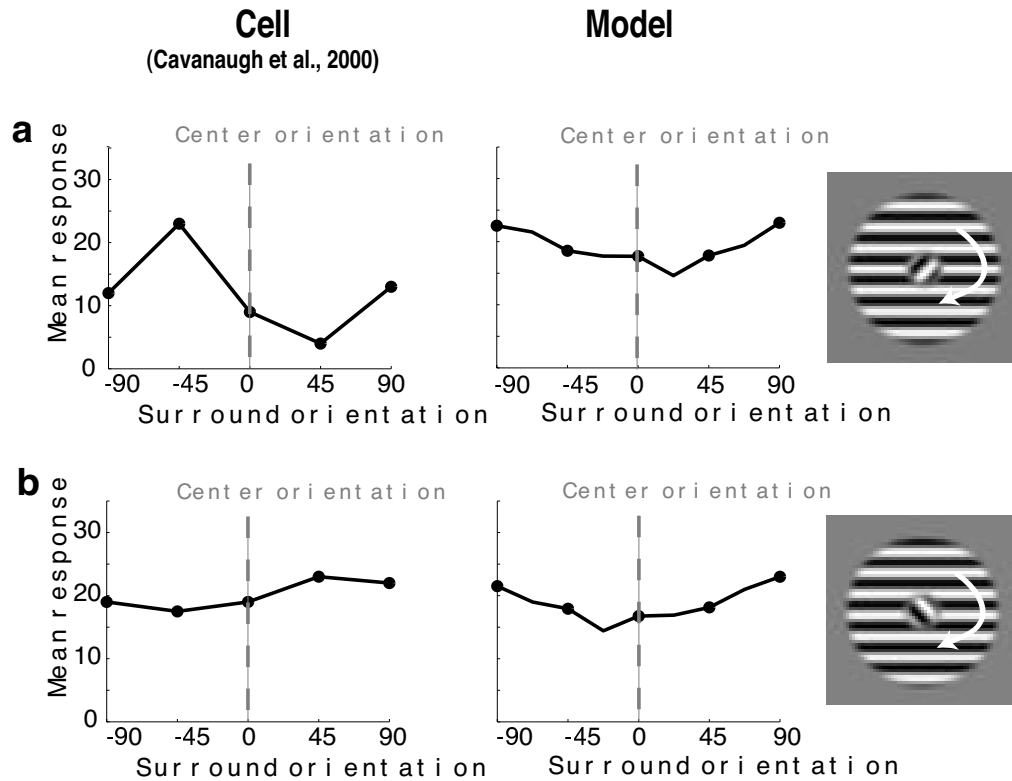 Cell
(Cavanaugh et al., 2000)
Model
a
Center orientation
Mean response
30
20
10
0
-90 -45 0 45 90
Surround orientation
Center orientation
-90 -45 0 45 90
Surround orientation
b
Center orientation
Mean response
30
20
10
0
-90 -45 0 45 90
Surround orientation
Center orientation
-90 -45 0 45 90
Surround orientation